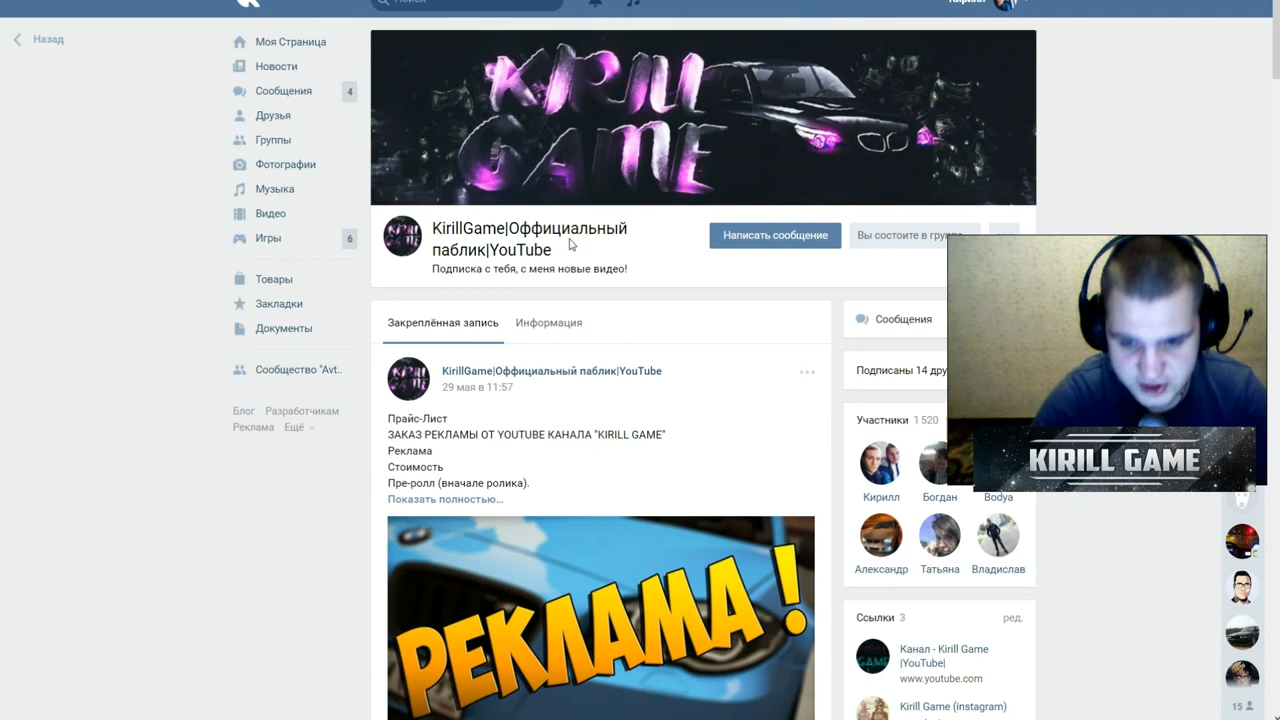 Поиск
Кирилл
Назад
Моя Страница
Новости
Сообщения 4
Друзья
Группы
Фотографии
Музыка
Видео
Игры 6
Товары
Закладки
Документы
Сообщество "Avt..
Блог Разработчикам
Реклама Ещё
KIRILL
GAME
KirillGame|Оффициальный
паблик|YouTube
Подписка с тебя, с меня новые видео!
Написать сообщение
Вы состоите в группе
Закреплённая запись Информация
KirillGame|Оффициальный паблик|YouTube
29 мая в 11:57
Прайс-Лист
ЗАКАЗ РЕКЛАМЫ ОТ YOUTUBE КАНАЛА "KIRILL GAME"
Реклама
Стоимость
Пре-ролл (вначале ролика).
Показать полностью…
РЕКЛАМА!
Сообщения
Подписаны 14 дру
Участники 1 520
Кирилл Богдан Bodya
Александр Татьяна Владислав
Ссылки 3 ред.
Канал - Kirill Game
|YouTube|
www.youtube.com
Kirill Game (instagram)
KIRILL GAME
15